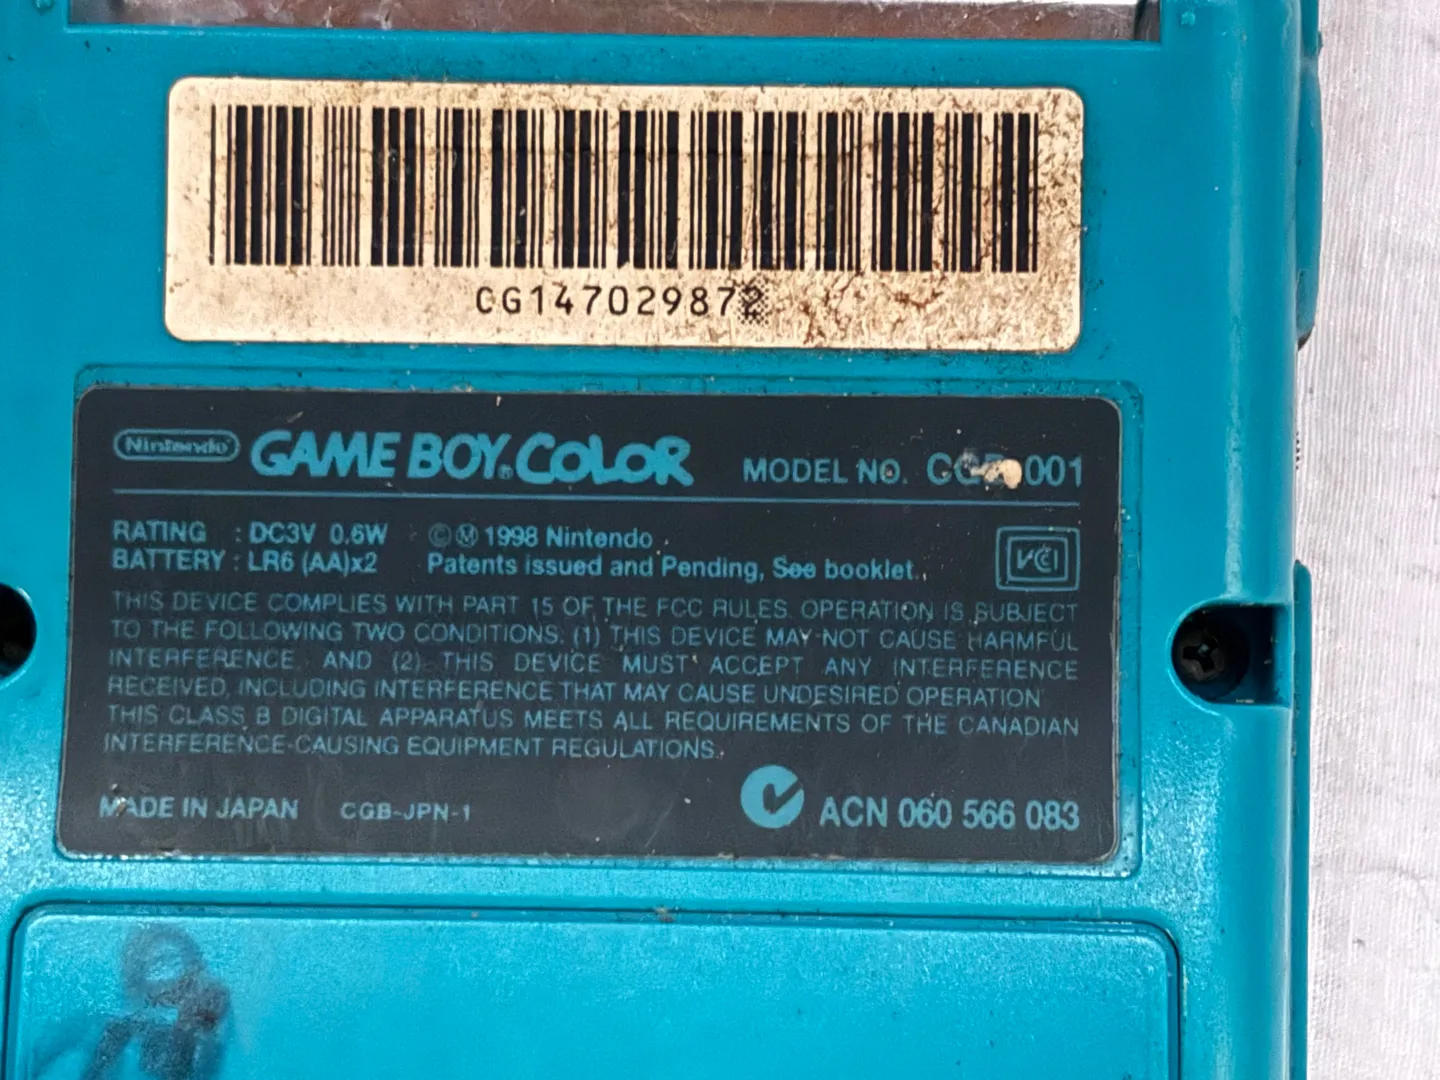 CG147029872
Nintendo GAME BOY COLOR MODEL NO. CGB-001
RATING : DC3V 0.6W
BATTERY : LR6 (AA)x2
©Ⓜ 1998 Nintendo
Patents issued and Pending, See booklet.
VCI
THIS DEVICE COMPLIES WITH PART 15 OF THE FCC RULES. OPERATION IS SUBJECT
TO THE FOLLOWING TWO CONDITIONS. (1) THIS DEVICE MAY NOT CAUSE HARMFUL
INTERFERENCE, AND (2) THIS DEVICE MUST ACCEPT ANY INTERFERENCE
RECEIVED, INCLUDING INTERFERENCE THAT MAY CAUSE UNDESIRED OPERATION
THIS CLASS B DIGITAL APPARATUS MEETS ALL REQUIREMENTS OF THE CANADIAN
INTERFERENCE-CAUSING EQUIPMENT REGULATIONS.
MADE IN JAPAN CGB-JPN-1 ACN 060 566 083